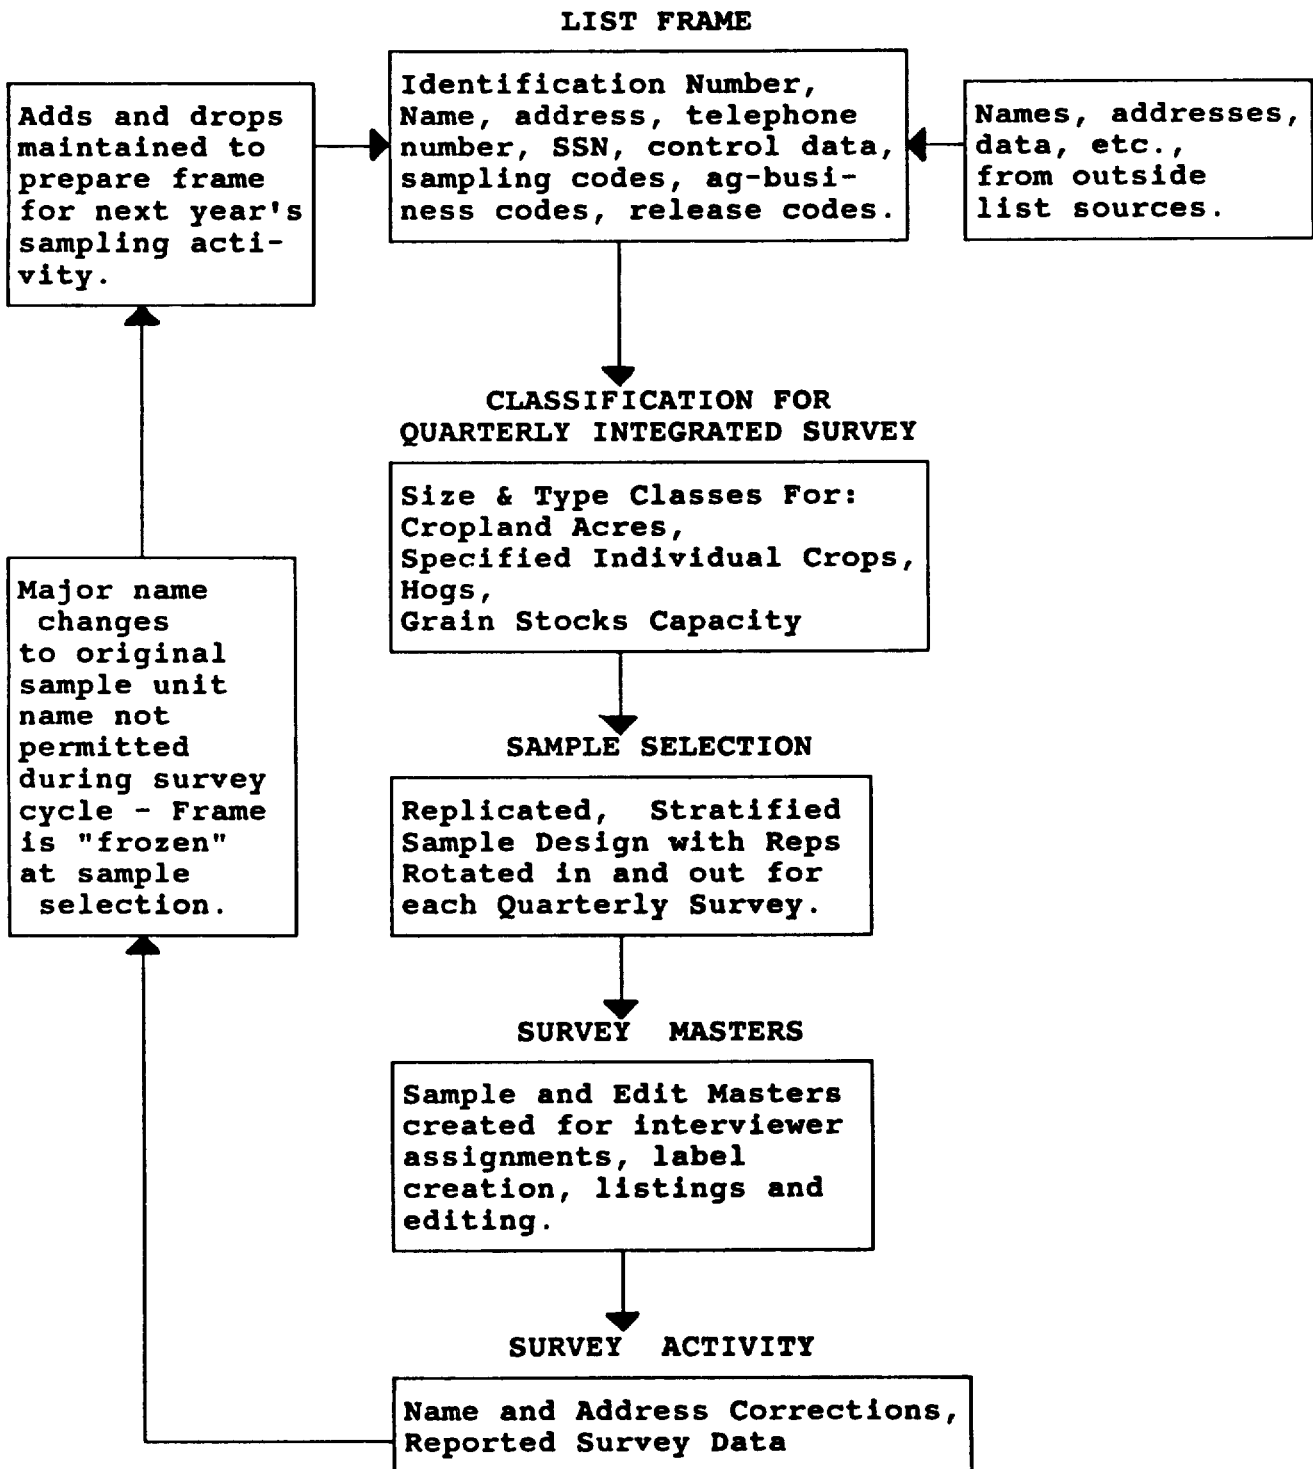 LIST FRAME
Identification Number,
Name, address, telephone
number, SSN, control data,
sampling codes, ag-busi-
ness codes, release codes.
Adds and drops
maintained to
prepare frame
for next year's
sampling acti-
vity.
Names, addresses,
data, etc.,
from outside
list sources.
CLASSIFICATION FOR
QUARTERLY INTEGRATED SURVEY
Size & Type Classes For:
Cropland Acres,
Specified Individual Crops,
Hogs,
Grain Stocks Capacity
Major name
changes
to original
sample unit
name not
permitted
during survey
cycle - Frame
is "frozen"
at sample
selection.
SAMPLE SELECTION
Replicated, Stratified
Sample Design with Reps
Rotated in and out for
each Quarterly Survey.
SURVEY MASTERS
Sample and Edit Masters
created for interviewer
assignments, label
creation, listings and
editing.
SURVEY ACTIVITY
Name and Address Corrections,
Reported Survey Data